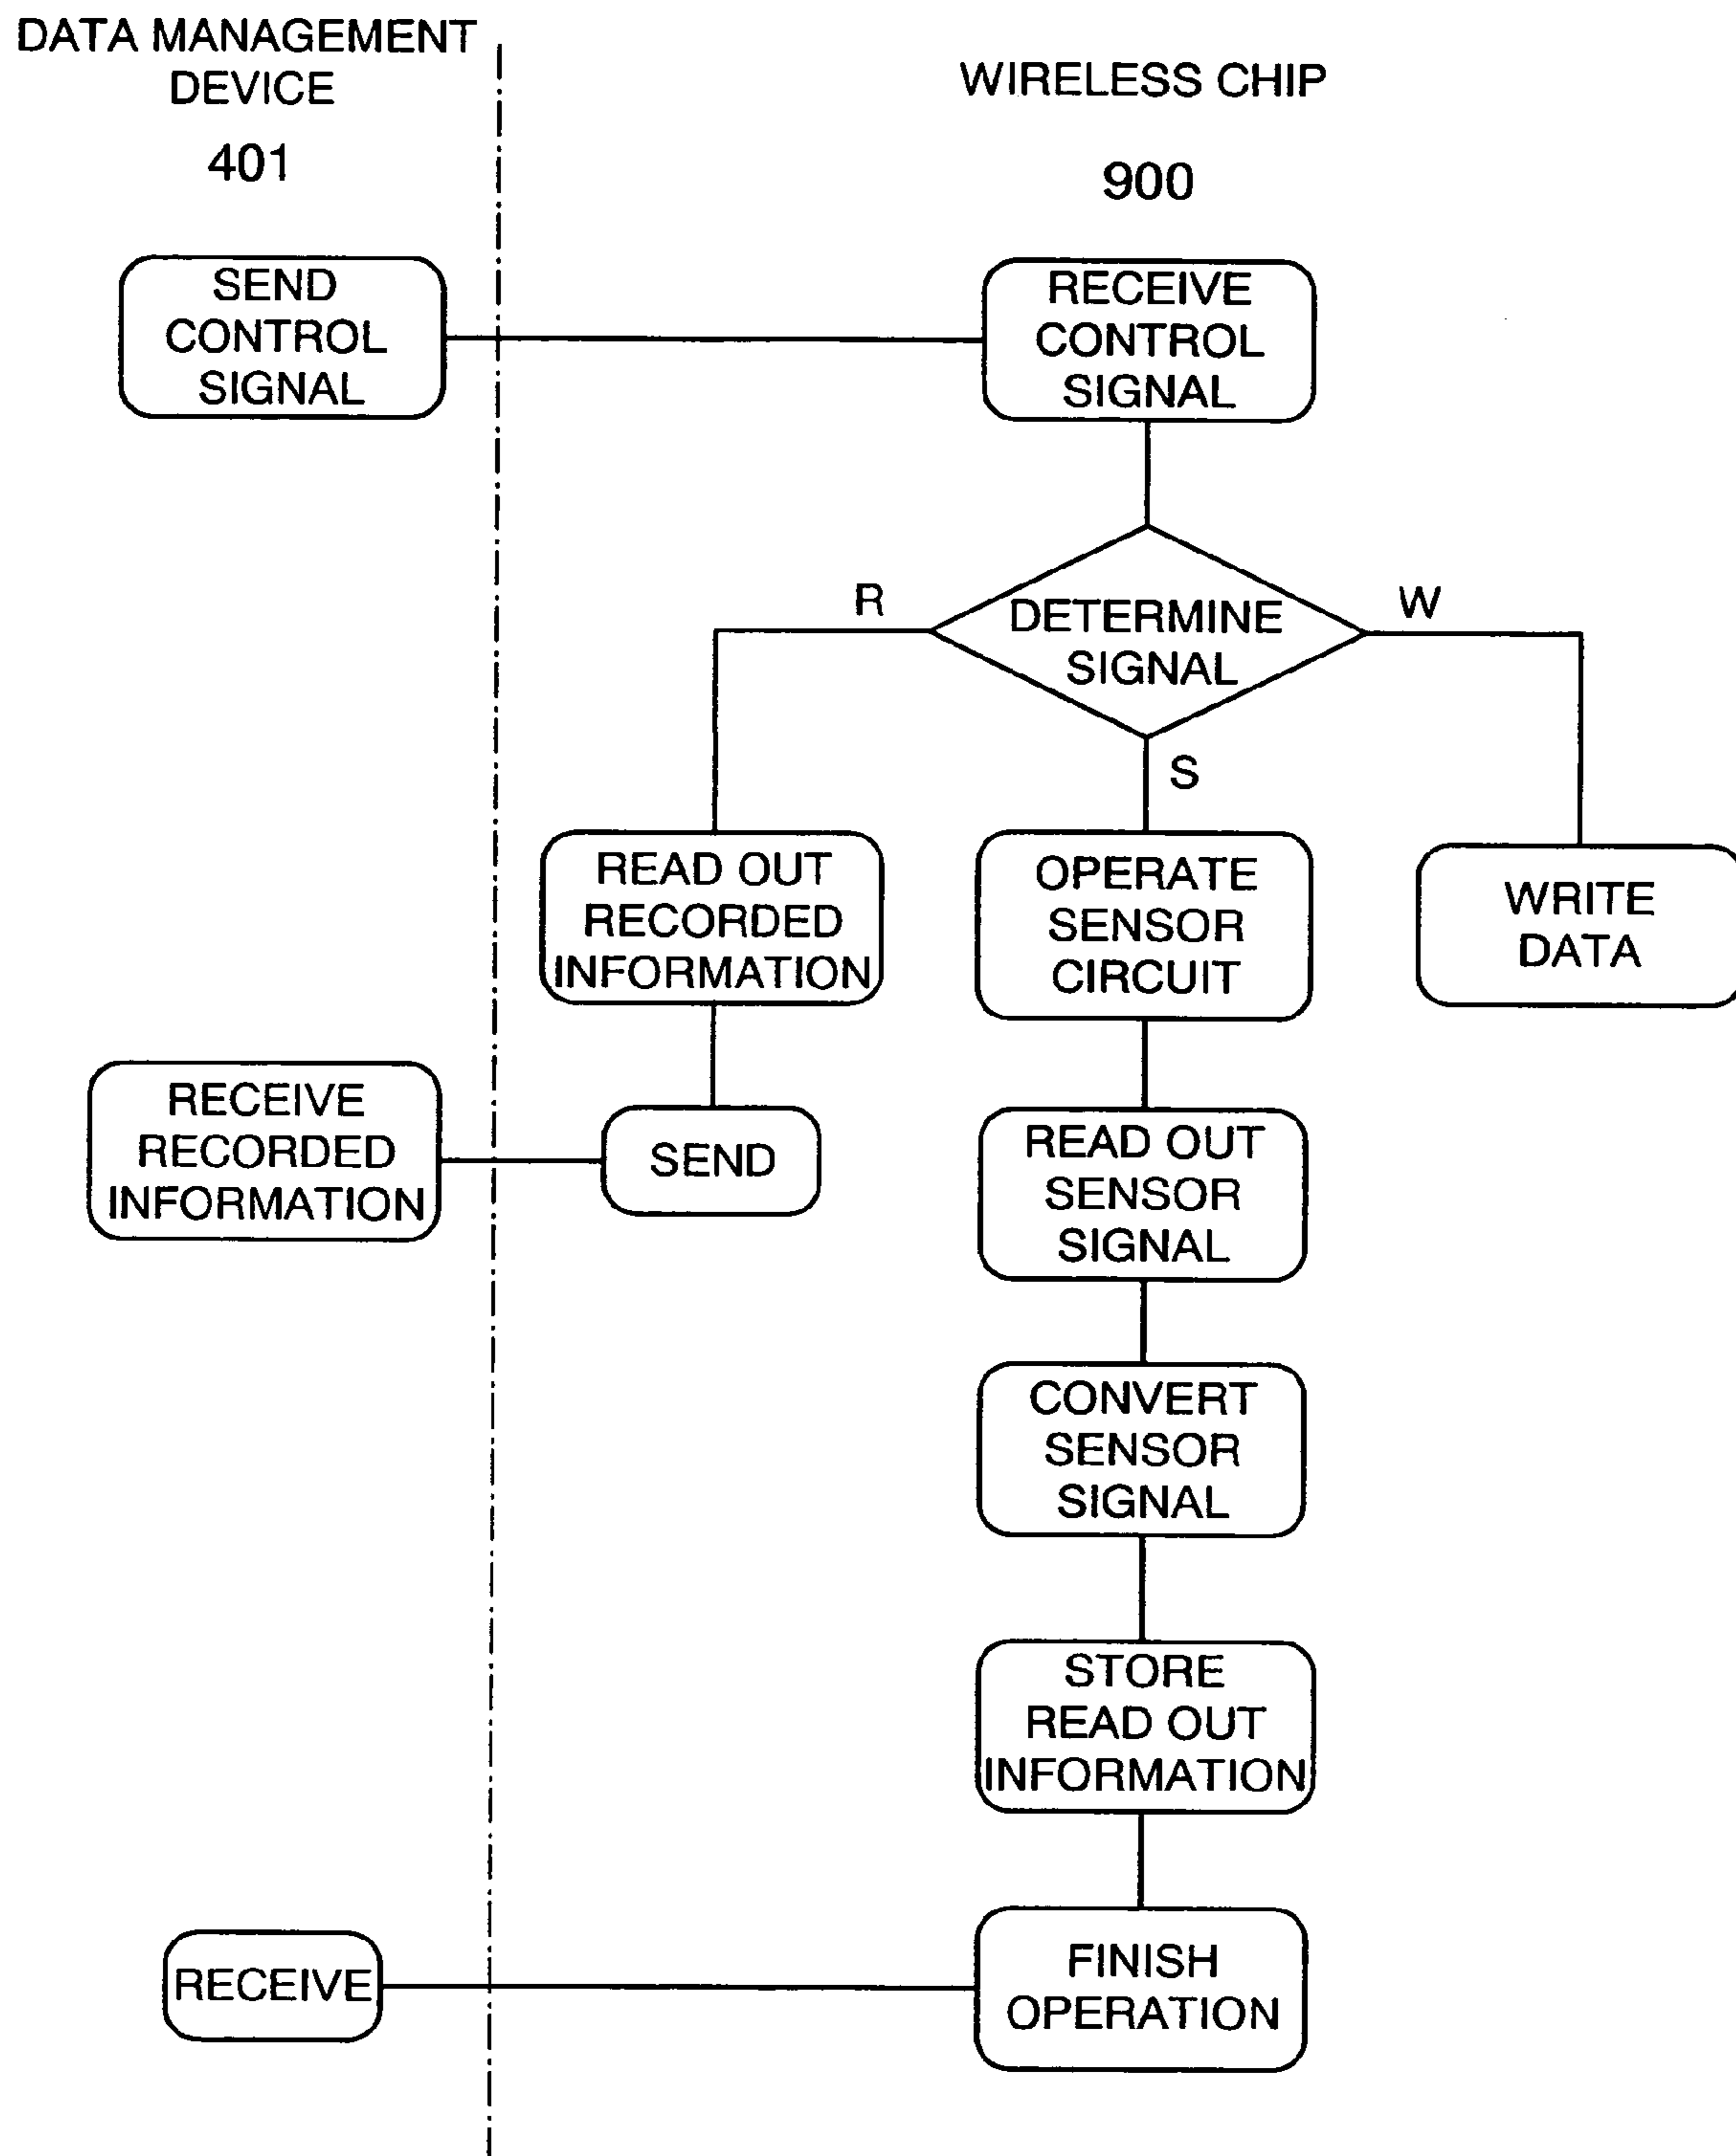 DATA MANAGEMENT
DEVICE
401
WIRELESS CHIP
900
SEND
CONTROL
SIGNAL
RECEIVE
CONTROL
SIGNAL
R
DETERMINE
SIGNAL
W
S
READ OUT
RECORDED
INFORMATION
OPERATE
SENSOR
CIRCUIT
WRITE
DATA
RECEIVE
RECORDED
INFORMATION
SEND
READ OUT
SENSOR
SIGNAL
CONVERT
SENSOR
SIGNAL
STORE
READ OUT
INFORMATION
RECEIVE
FINISH
OPERATION